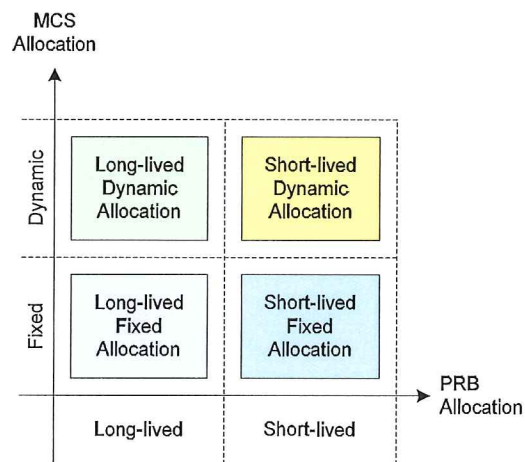 MCS
Allocation
Dynamic
Long-lived
Dynamic
Allocation
Short-lived
Dynamic
Allocation
Fixed
Long-lived
Fixed
Allocation
Short-lived
Fixed
Allocation
PRB
Allocation
Long-lived
Short-lived